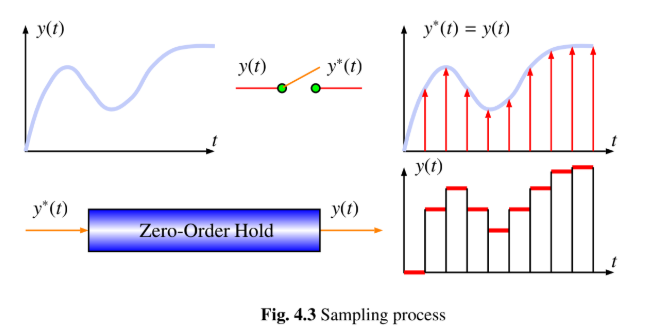 y(t)
t
y(t)
y*(t)
y*(t) = y(t)
t
y*(t)
Zero-Order Hold
y(t)
y(t)
t
Fig. 4.3 Sampling process